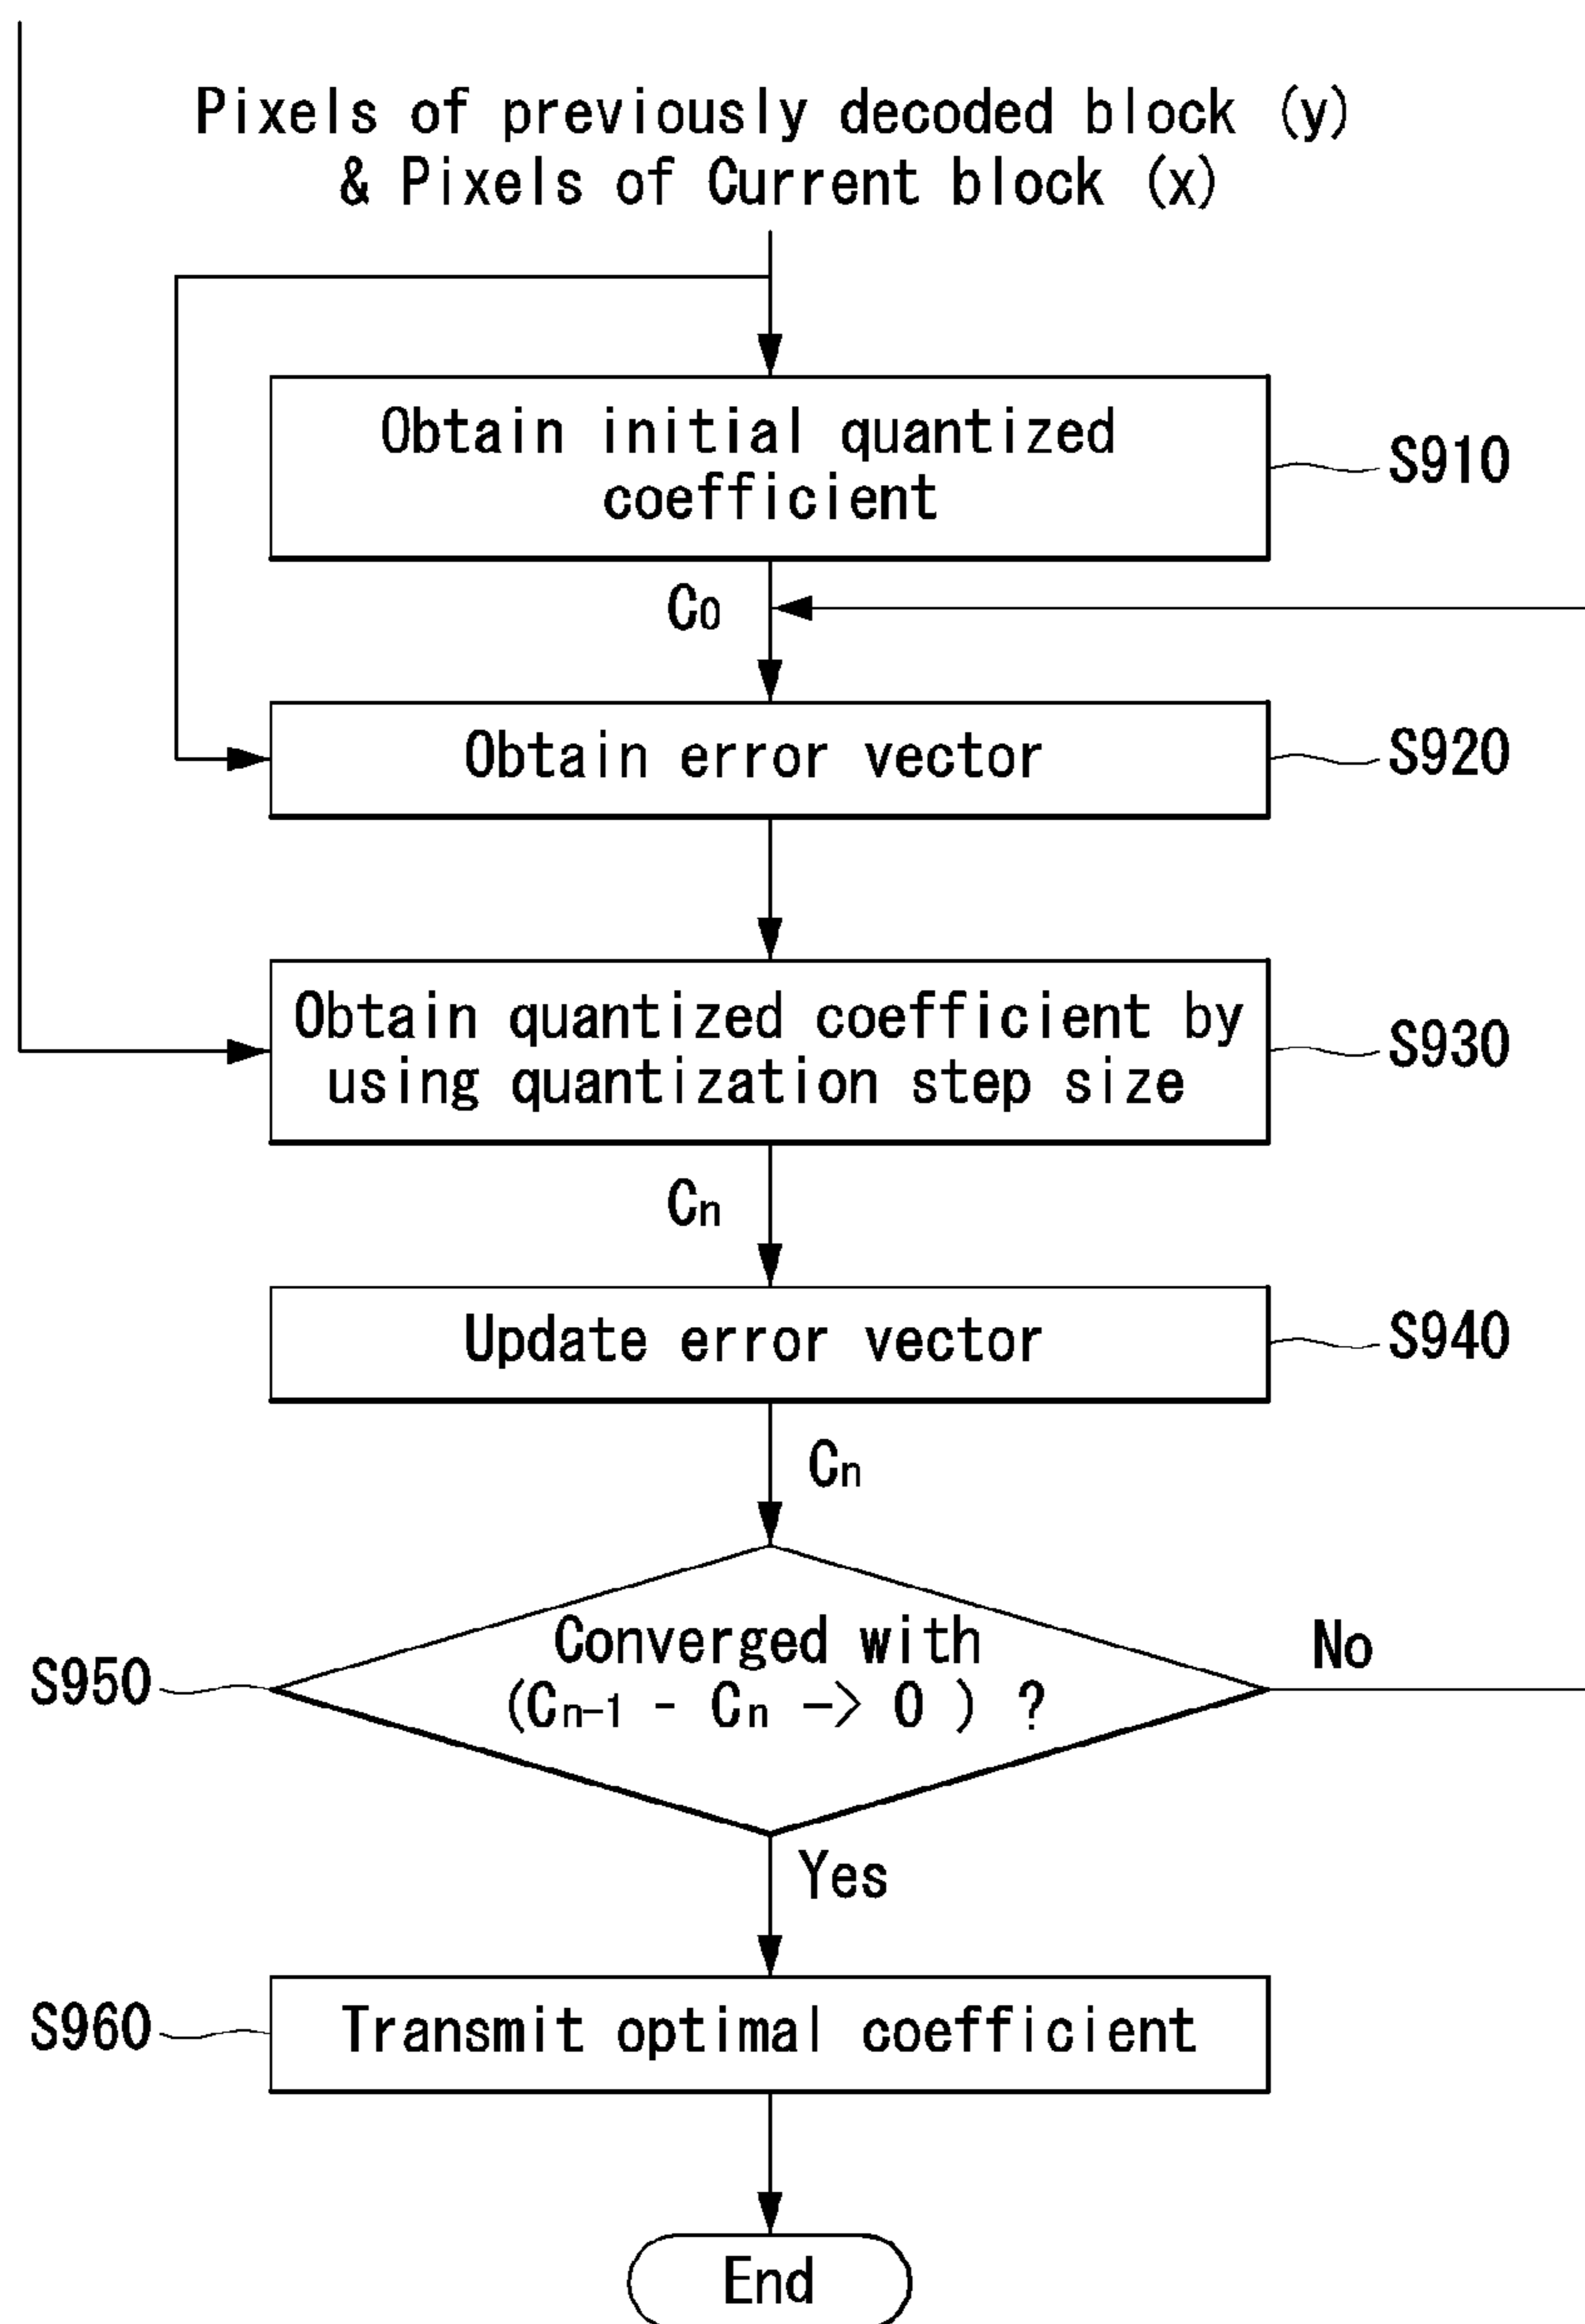 Pixels of previously decoded block (y)
& Pixels of Current block (x)
Obtain initial quantized
coefficient
S910
C0
Obtain error vector
S920
Obtain quantized coefficient by
using quantization step size
S930
Cn
Update error vector
S940
Cn
Converged with
(Cn-1 - Cn -> 0 ) ?
No
S950
Yes
S960
Transmit optimal coefficient
End